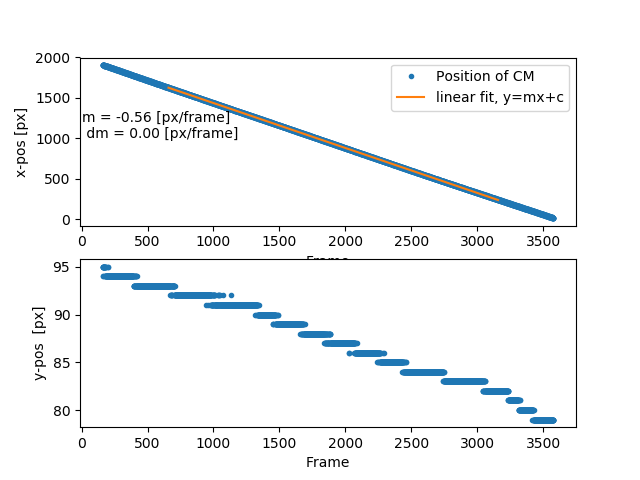 2000
1500
1000
500
0
x-pos [px]
Position of CM
linear fit, y=mx+c
m = -0.56 [px/frame]
dm = 0.00 [px/frame]
0 500 1000 1500 2000 2500 3000 3500
Frame
95
90
85
80
y-pos [px]
0 500 1000 1500 2000 2500 3000 3500
Frame